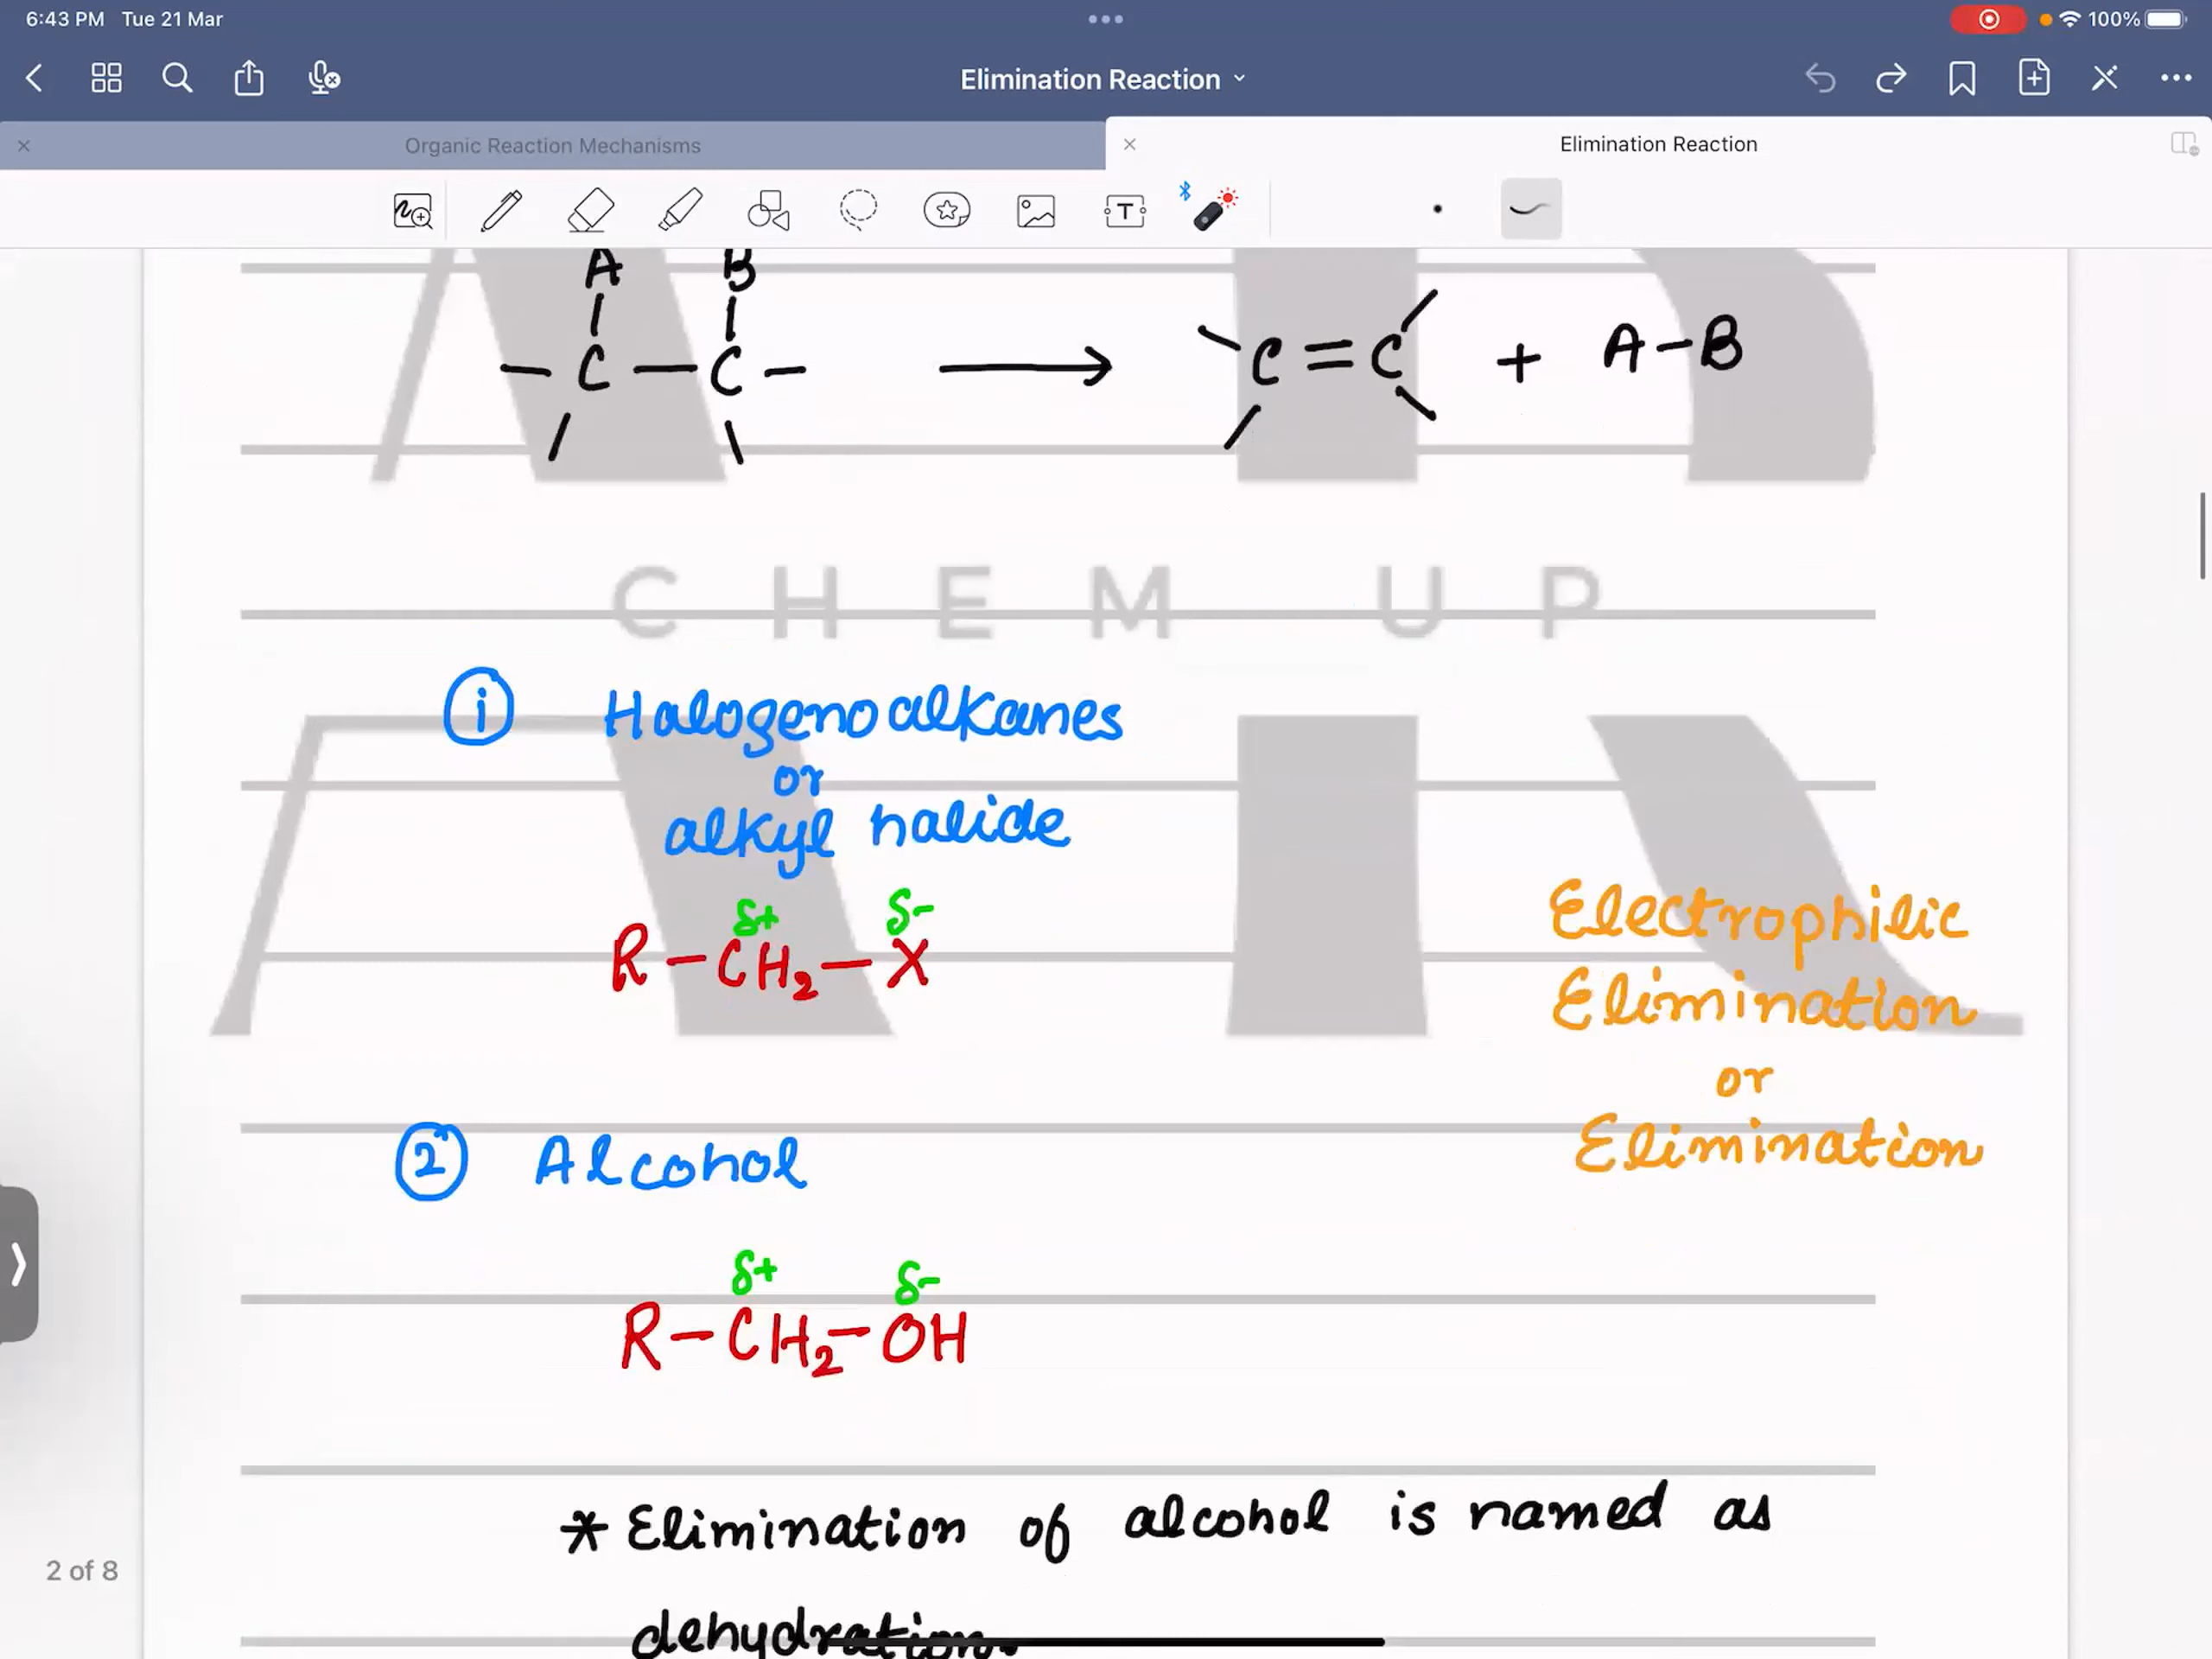 6:43 PM Tue 21 Mar
100%
Elimination Reaction
Organic Reaction Mechanisms
Elimination Reaction
T
A B
— C — C — ⟶ C = C + A-B
CHEM UP
① Halogenoalkanes
or
alkyl halide
δ+ δ-
R - CH₂ - X
Electrophilic
Elimination
or
Elimination
② Alcohol
δ+ δ-
R - CH₂ - OH
* Elimination of alcohol is named as
dehydration.
2 of 8